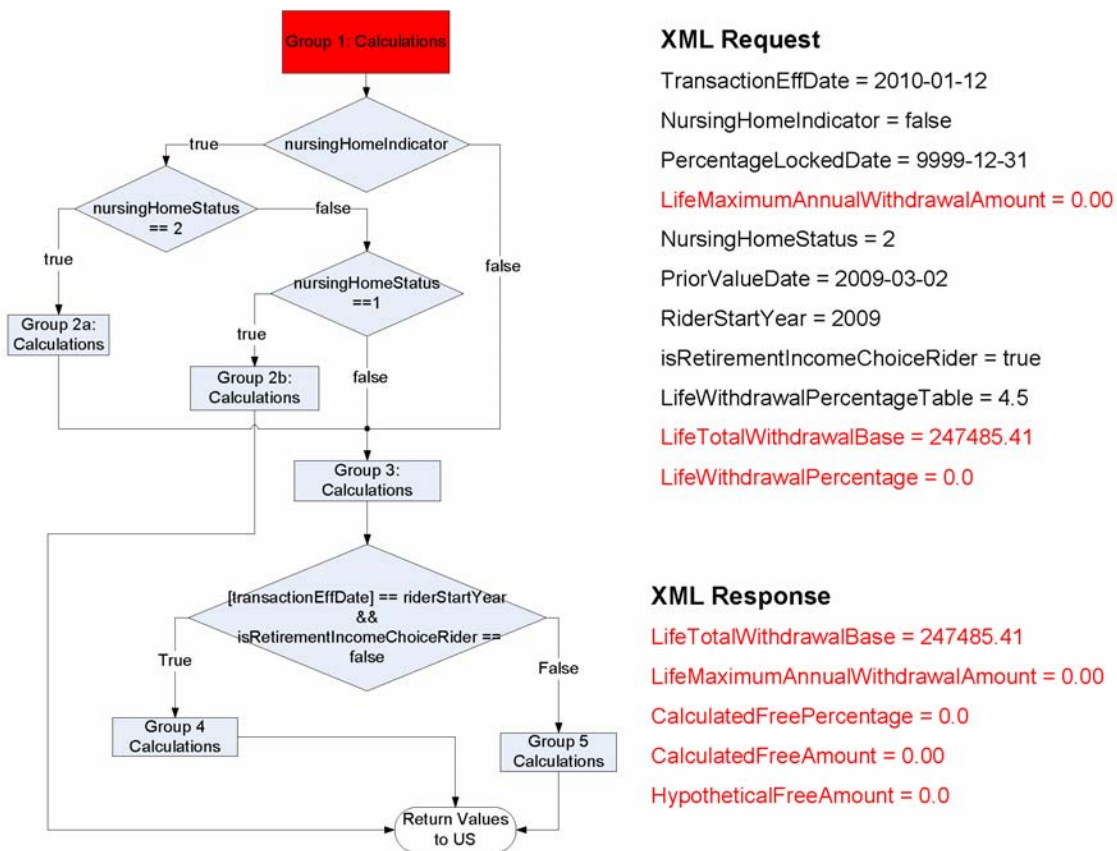 Group 1: Calculations
nursingHomeIndicator
true
nursingHomeStatus
== 2
false
true
nursingHomeStatus
==1
false
Group 2a:
Calculations
true
Group 2b:
Calculations
false
Group 3:
Calculations
[transactionEffDate] == riderStartYear
&&
isRetirementIncomeChoiceRider ==
false
True
False
Group 4
Calculations
Group 5
Calculations
Return Values
to US
XML Request
TransactionEffDate = 2010-01-12
NursingHomeIndicator = false
PercentageLockedDate = 9999-12-31
LifeMaximumAnnualWithdrawalAmount = 0.00
NursingHomeStatus = 2
PriorValueDate = 2009-03-02
RiderStartYear = 2009
isRetirementIncomeChoiceRider = true
LifeWithdrawalPercentageTable = 4.5
LifeTotalWithdrawalBase = 247485.41
LifeWithdrawalPercentage = 0.0
XML Response
LifeTotalWithdrawalBase = 247485.41
LifeMaximumAnnualWithdrawalAmount = 0.00
CalculatedFreePercentage = 0.0
CalculatedFreeAmount = 0.00
HypotheticalFreeAmount = 0.0